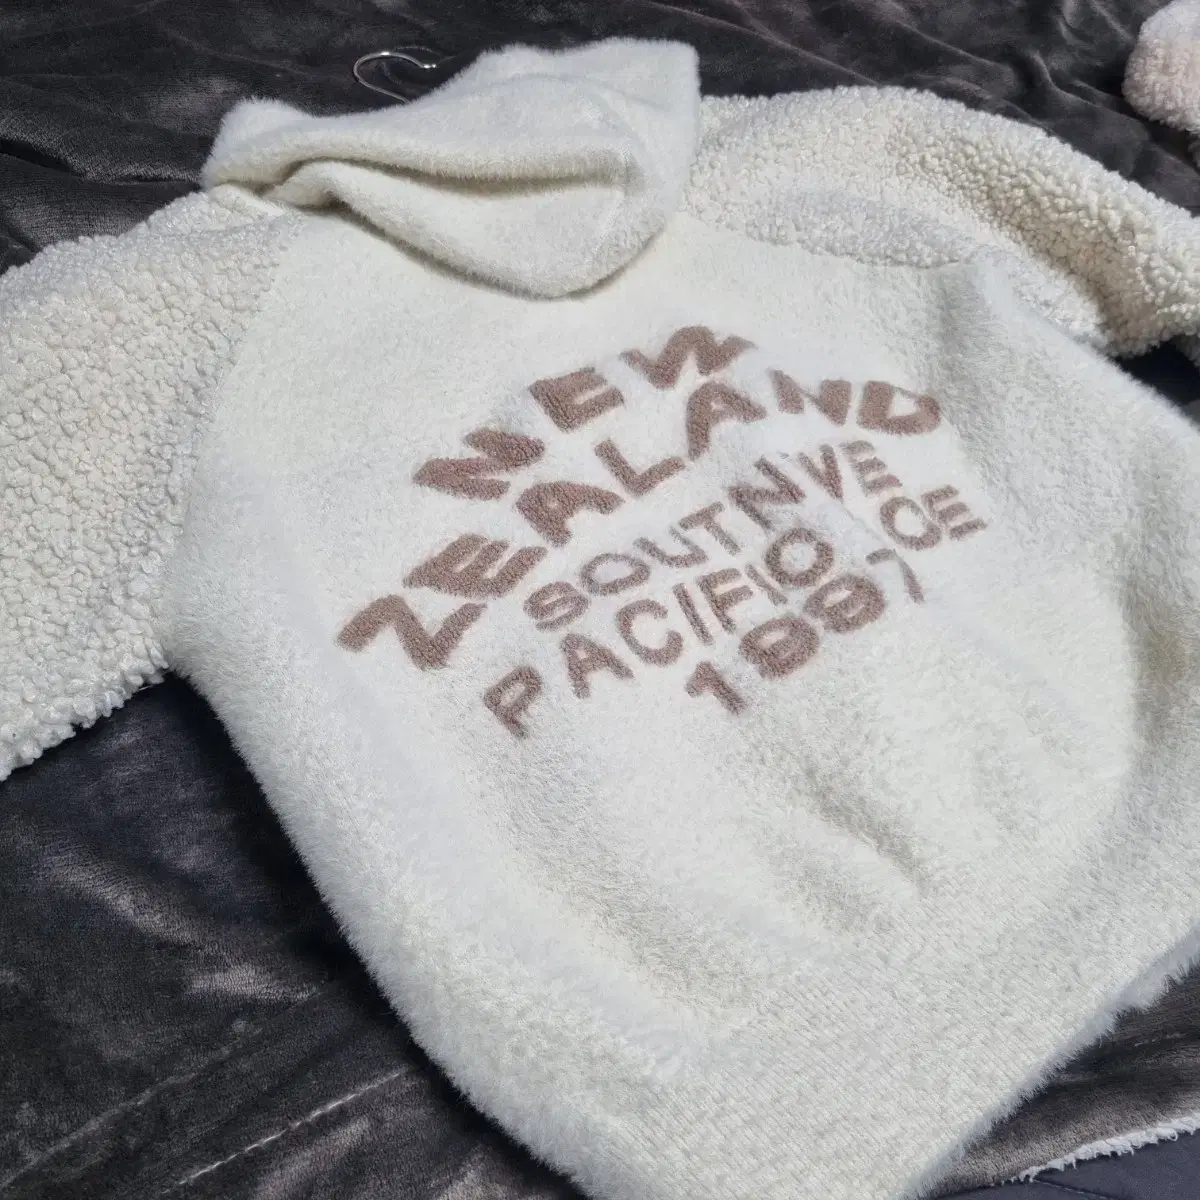 NEW
ZEALAND
SOUTNVE
PACIFIO OE
1997